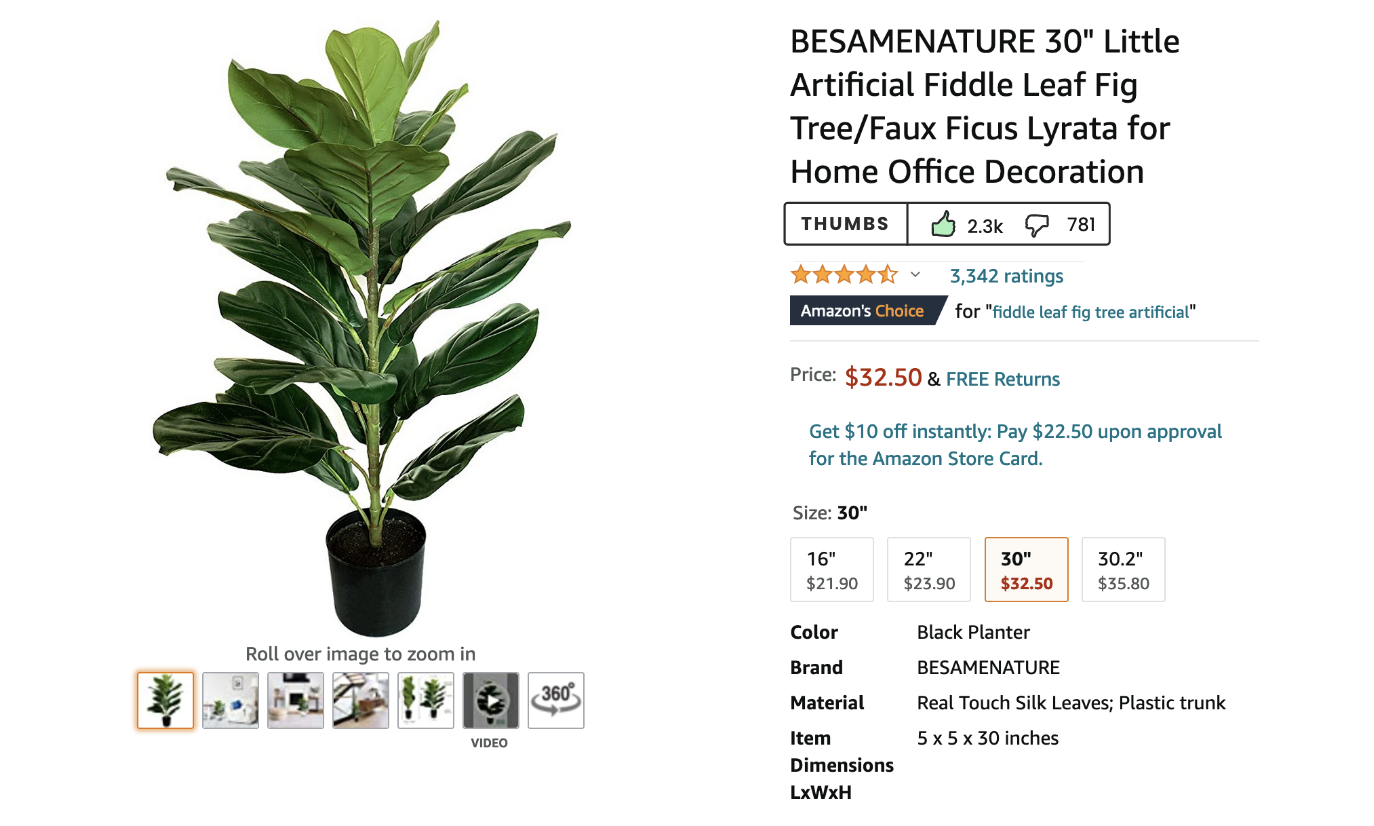 BESAMENATURE 30" Little
Artificial Fiddle Leaf Fig
Tree/Faux Ficus Lyrata for
Home Office Decoration
THUMBS 2.3k 781
3,342 ratings
Amazon's Choice for "fiddle leaf fig tree artificial"
Price: $32.50 & FREE Returns
Get $10 off instantly: Pay $22.50 upon approval
for the Amazon Store Card.
Size: 30"
16" 22" 30" 30.2"
$21.90 $23.90 $32.50 $35.80
Color Black Planter
Brand BESAMENATURE
Material Real Touch Silk Leaves; Plastic trunk
Item 5 x 5 x 30 inches
Dimensions
LxWxH
Roll over image to zoom in
360°
VIDEO